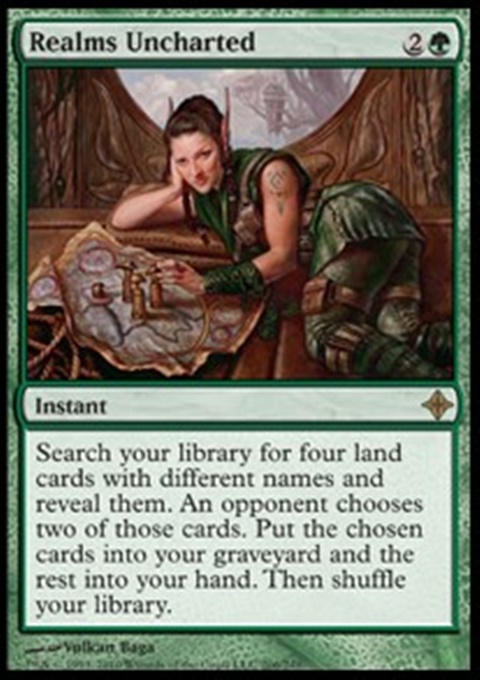 Realms Uncharted 2
Instant
Search your library for four land
cards with different names and
reveal them. An opponent chooses
two of those cards. Put the chosen
cards into your graveyard and the
rest into your hand. Then shuffle
your library.
Volkan Baga